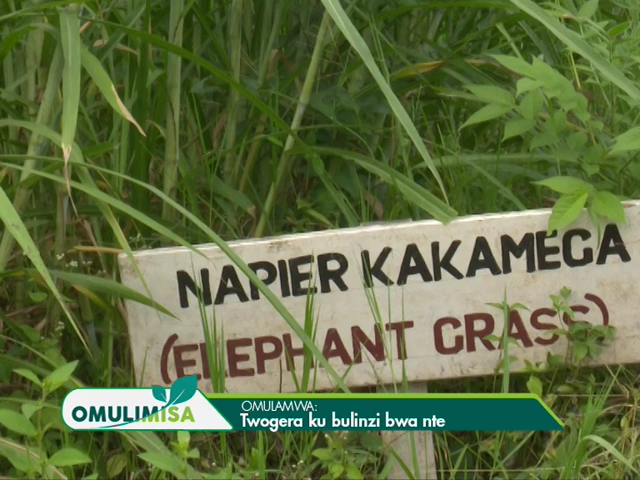 NAPIER KAKAMEGA
(ELEPHANT GRASS)
OMULIMISA
OMULAMWA:
Twogera ku bulinzi bwa nte